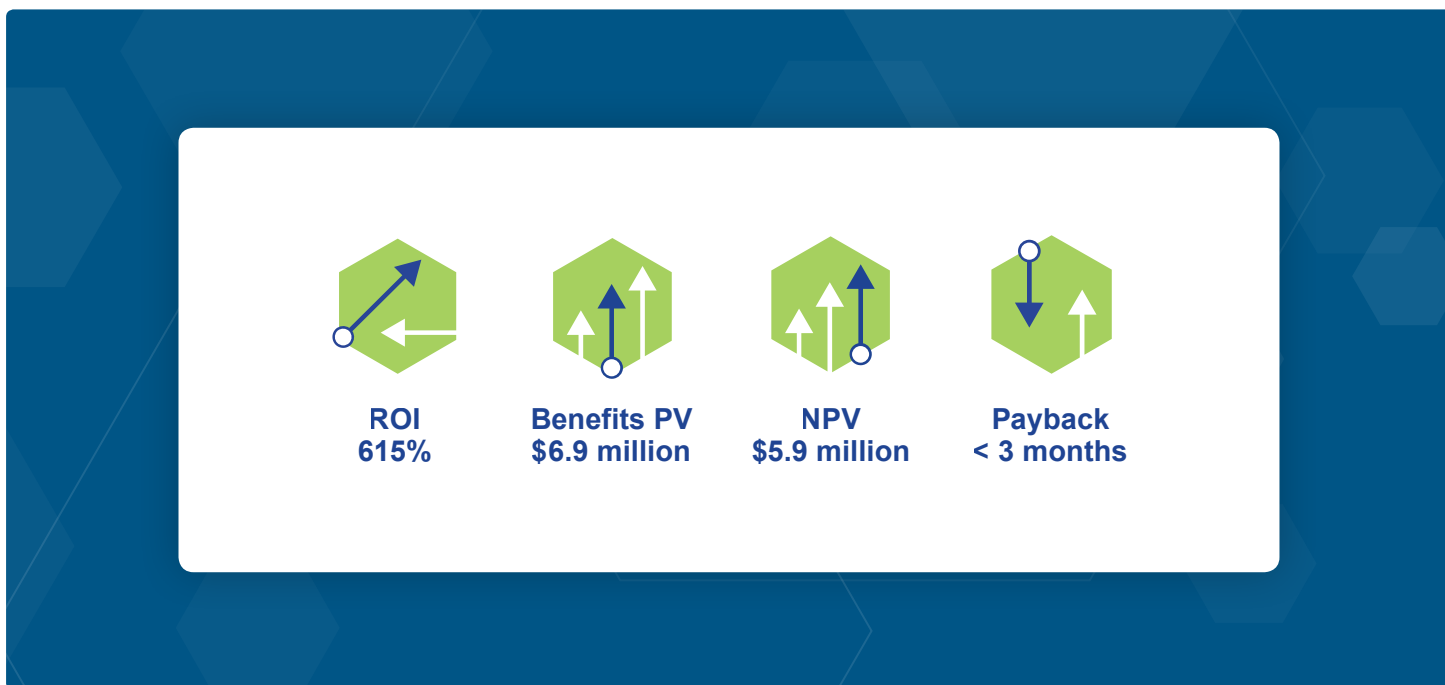 ROI
615%
Benefits PV
$6.9 million
NPV
$5.9 million
Payback
< 3 months